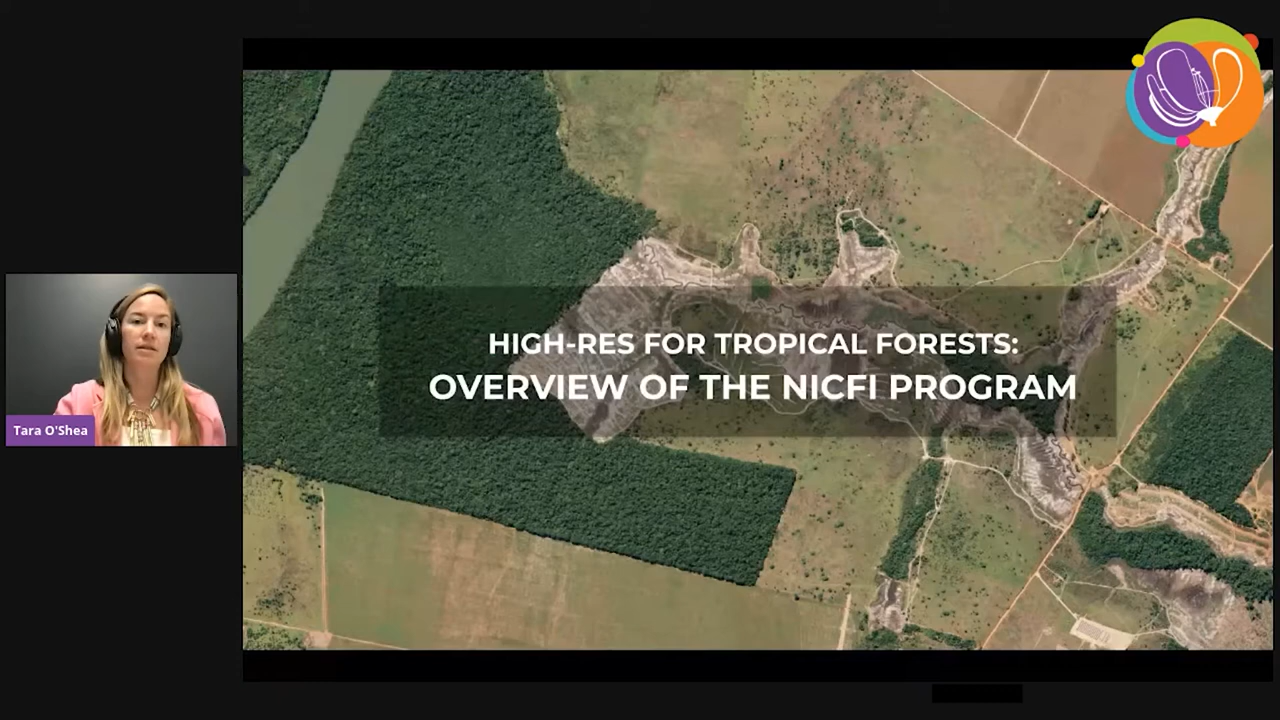 HIGH-RES FOR TROPICAL FORESTS:
OVERVIEW OF THE NICFI PROGRAM
Tara O'Shea